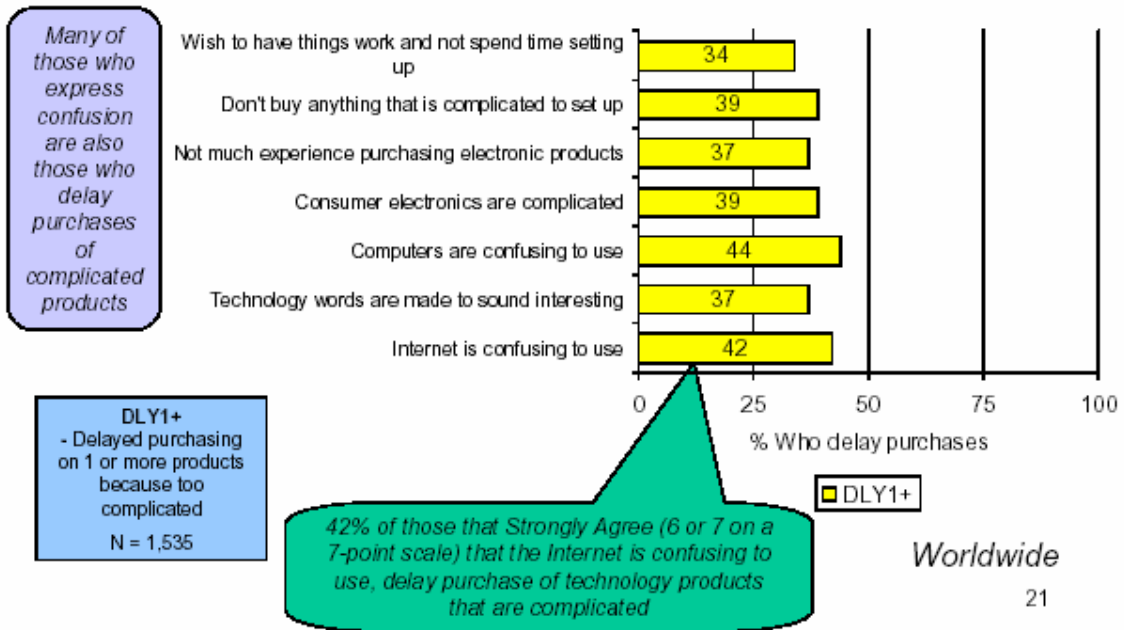 Many of
those who
express
confusion
are also
those who
delay
purchases
of
complicated
products
Wish to have things work and not spend time setting
up
34
Don't buy anything that is complicated to set up
39
Not much experience purchasing electronic products
37
Consumer electronics are complicated
39
Computers are confusing to use
44
Technology words are made to sound interesting
37
Internet is confusing to use
42
0 25 50 75 100
% Who delay purchases
DLY1+
DLY1+
- Delayed purchasing
on 1 or more products
because too
complicated
N = 1,535
42% of those that Strongly Agree (6 or 7 on a
7-point scale) that the Internet is confusing to
use, delay purchase of technology products
that are complicated
Worldwide
21